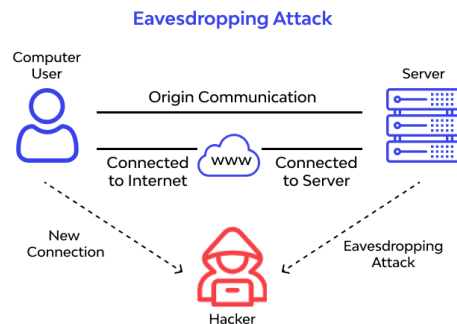 Eavesdropping Attack
Computer
User
Server
Origin Communication
www
Connected
to Internet
Connected
to Server
New
Connection
Eavesdropping
Attack
Hacker